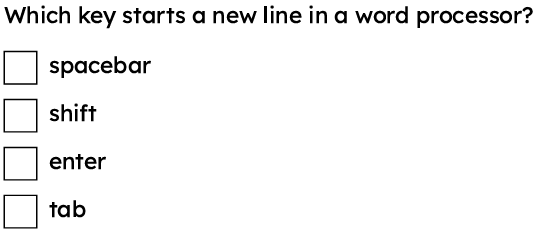 Which key starts a new line in a word processor?
spacebar
shift
enter
tab